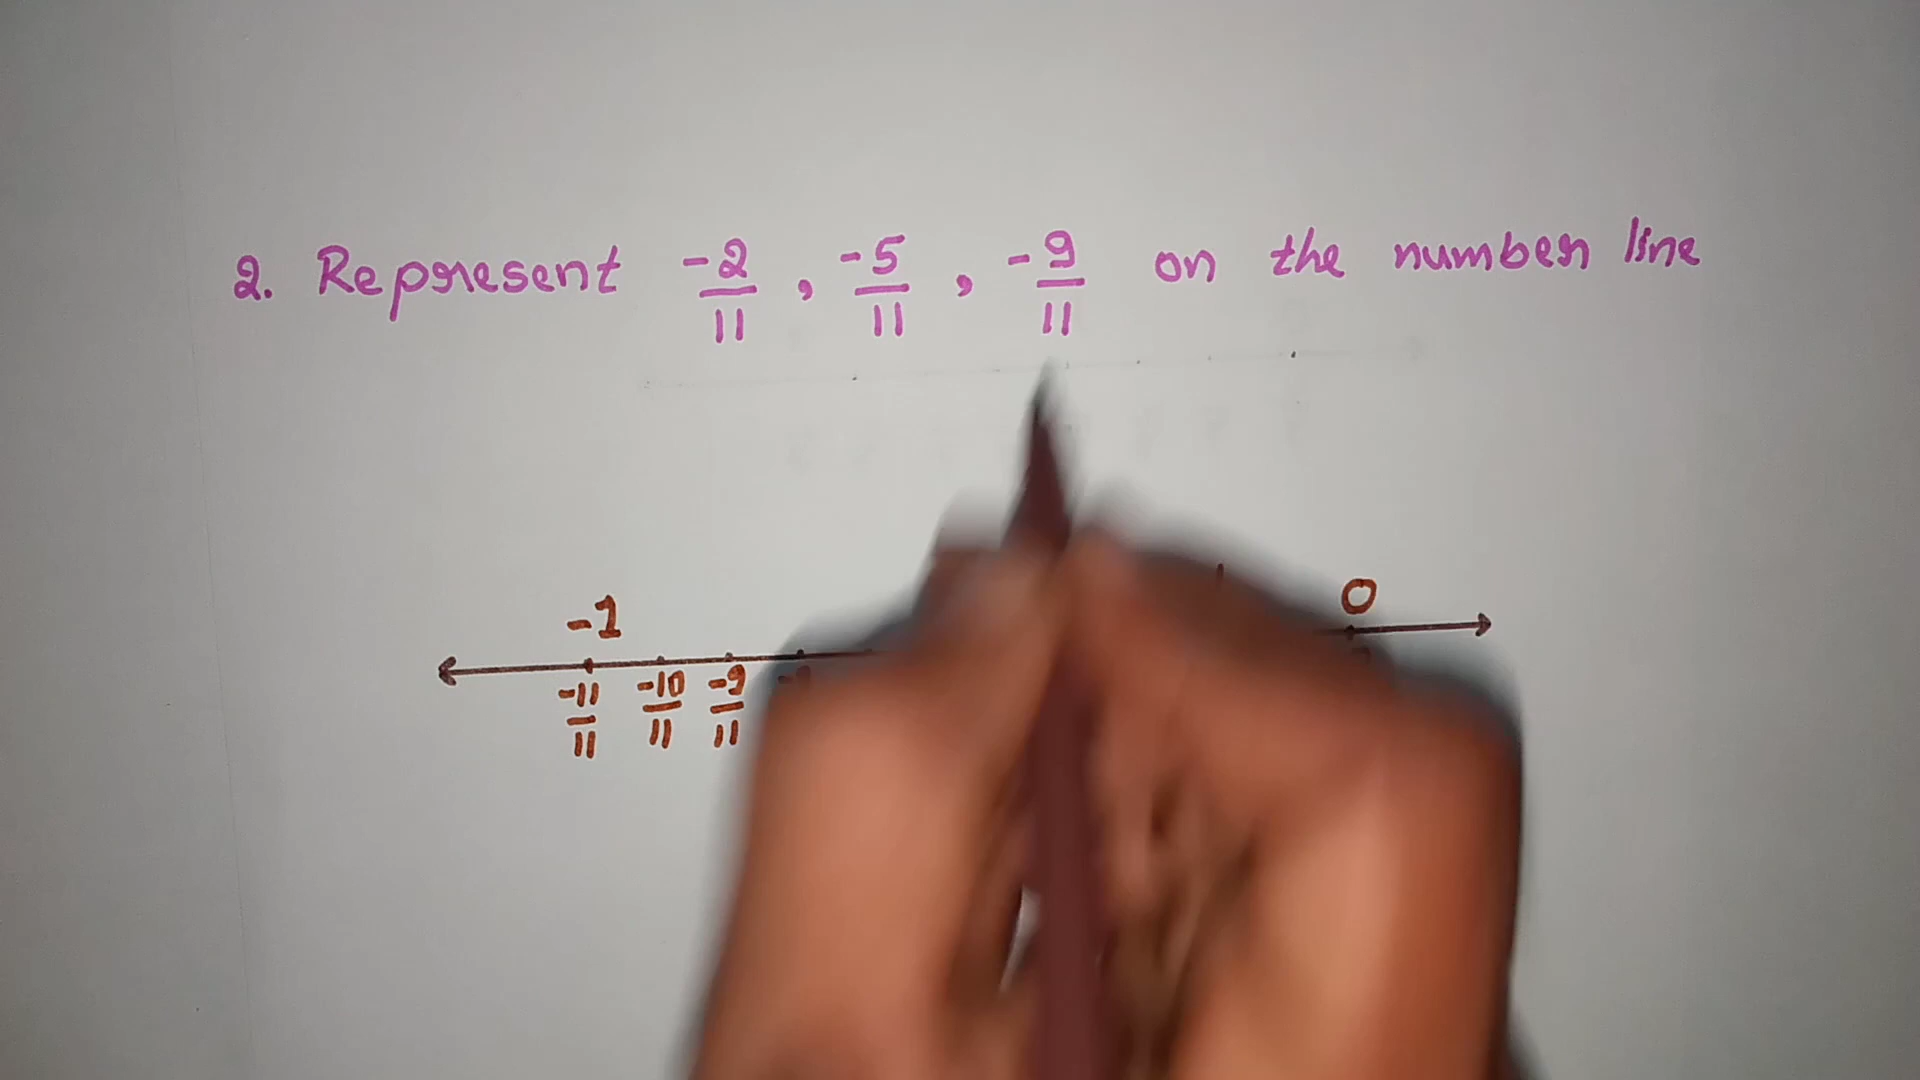 2. Represent -2/11, -5/11, -9/11 on the number line
-1 0
-11/11 -10/11 -9/11